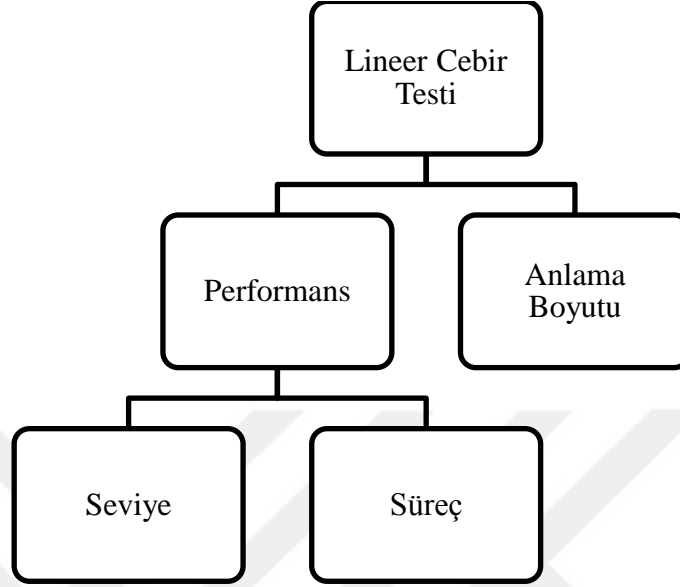 Lineer Cebir
Testi
Performans
Anlama
Boyutu
Seviye
Süreç